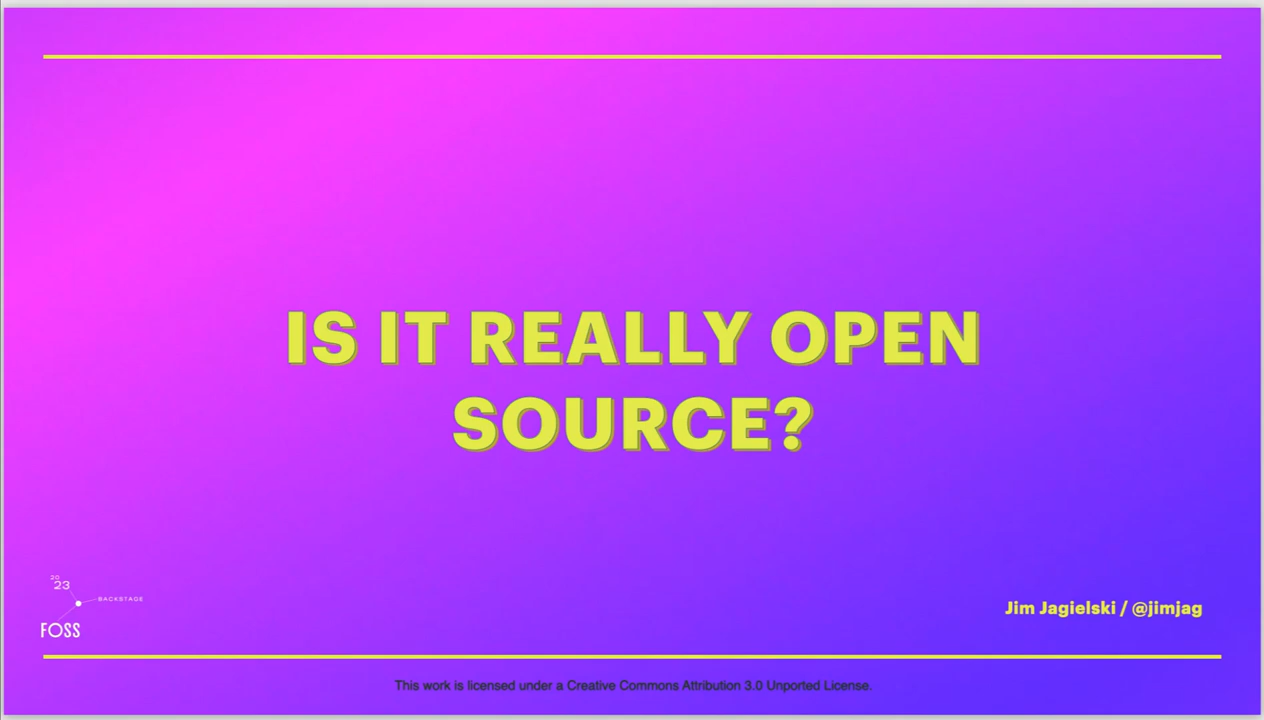 IS IT REALLY OPEN
SOURCE?
20
23
BACKSTAGE
FOSS
Jim Jagielski / @jimjag
This work is licensed under a Creative Commons Attribution 3.0 Unported License.